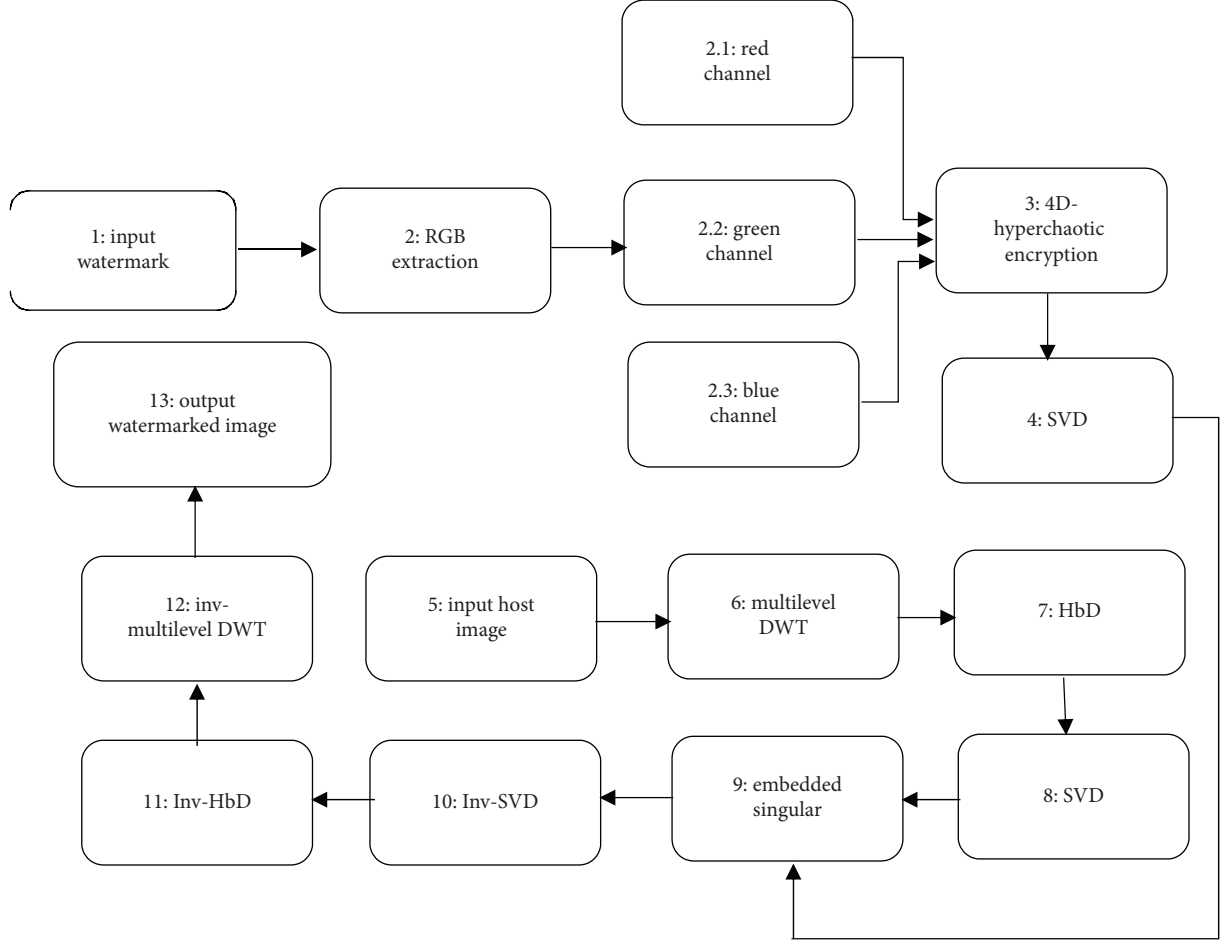 2.1: red
channel
1: input
watermark
2: RGB
extraction
2.2: green
channel
3: 4D-
hyperchaotic
encryption
13: output
watermarked image
2.3: blue
channel
4: SVD
12: inv-
multilevel DWT
5: input host
image
6: multilevel
DWT
7: HbD
11: Inv-HbD
10: Inv-SVD
9: embedded
singular
8: SVD